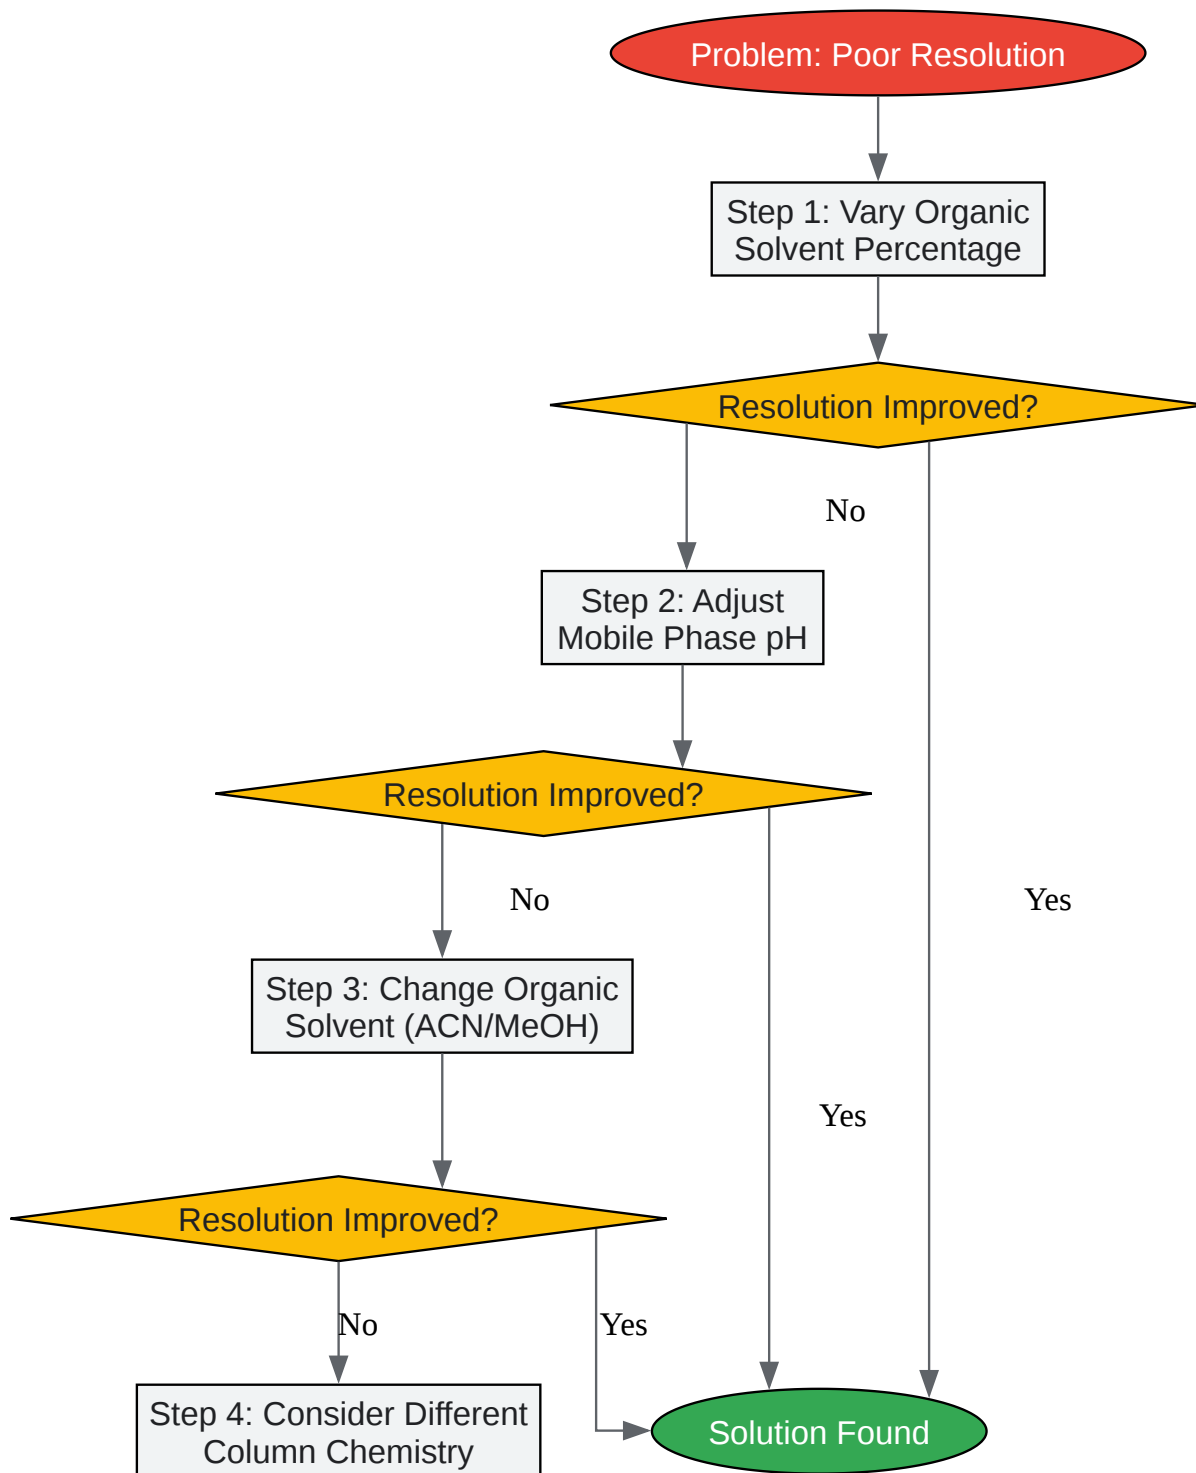 Problem: Poor Resolution
Step 1: Vary Organic
Solvent Percentage
Resolution Improved?
No
Step 2: Adjust
Mobile Phase pH
Resolution Improved?
No
Yes
Step 3: Change Organic
Solvent (ACN/MeOH)
Yes
Resolution Improved?
No
Yes
Step 4: Consider Different
Column Chemistry
Solution Found